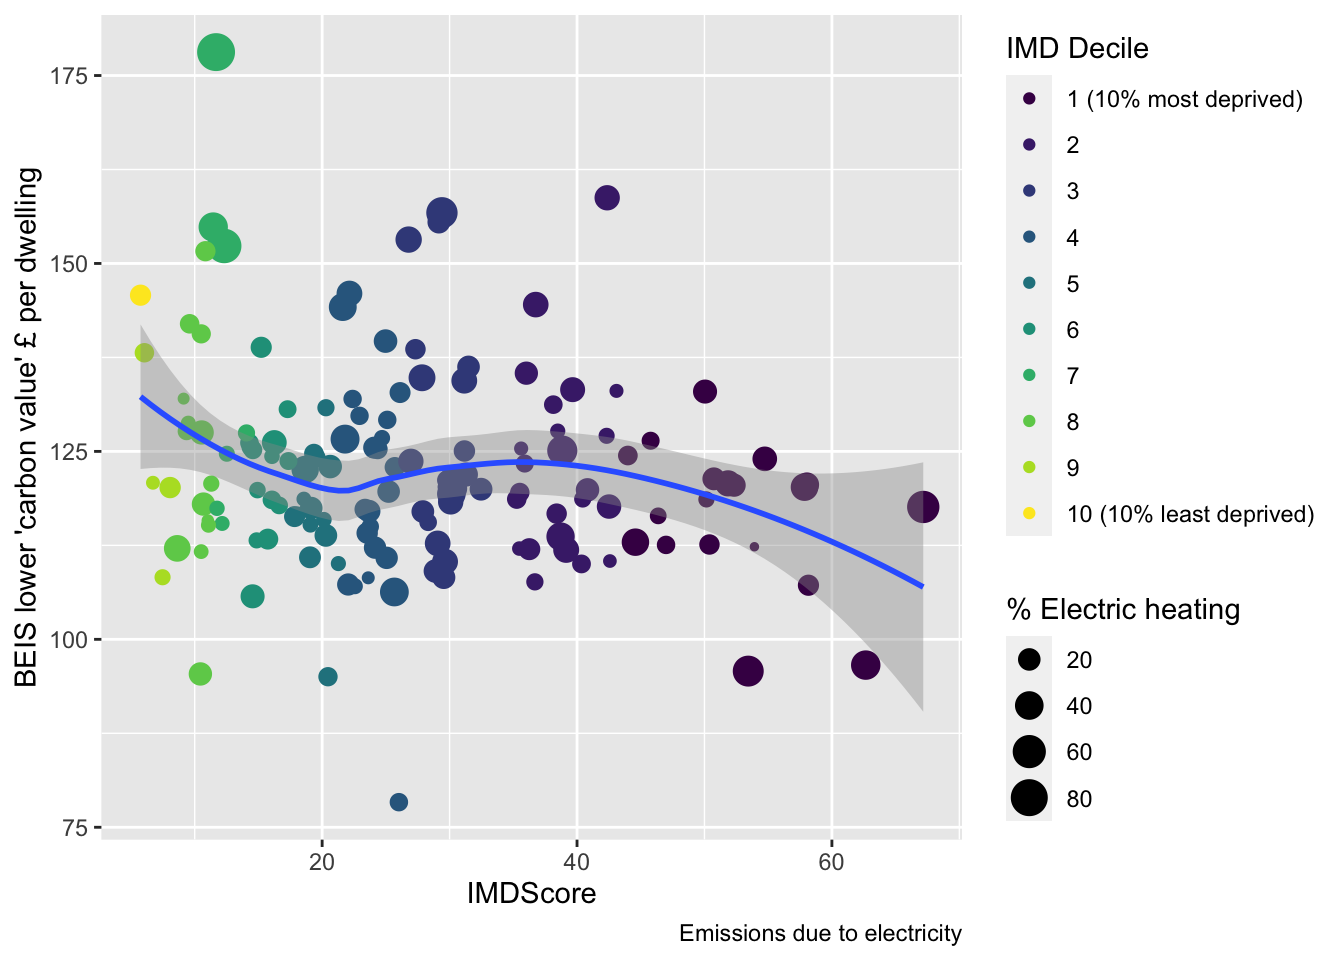 BEIS lower 'carbon value' £ per dwelling
175
150
125
100
75
20
40
60
IMDScore
Emissions due to electricity
IMD Decile
1 (10% most deprived)
2
3
4
5
6
7
8
9
10 (10% least deprived)
% Electric heating
20
40
60
80